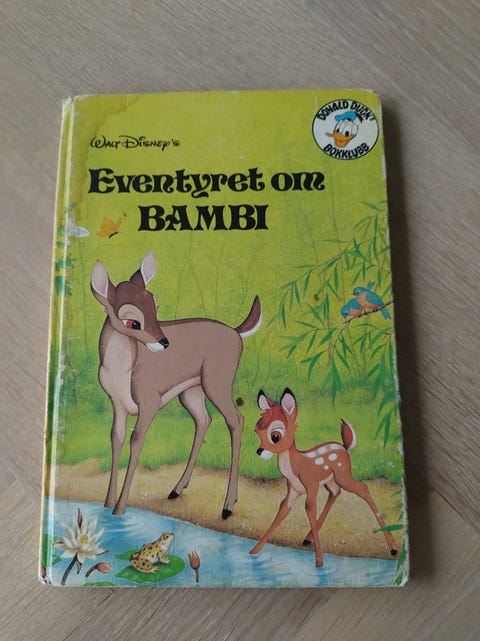 DONALD DUCK'S
BOKKLUBB
WALT DISNEY'S
Eventyret om
BAMBI